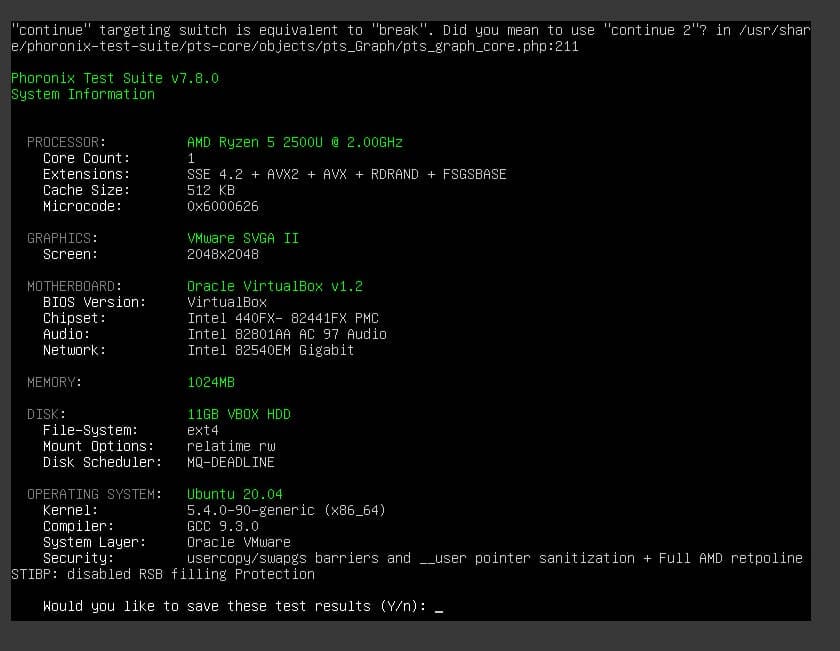 "continue" targeting switch is equivalent to "break". Did you mean to use "continue 2"? in /usr/shar
e/phoronix-test-suite/pts-core/objects/pts_Graph/pts_graph_core.php:211
Phoronix Test Suite v7.8.0
System Information
PROCESSOR: AMD Ryzen 5 2500U @ 2.00GHz
Core Count: 1
Extensions: SSE 4.2 + AVX2 + AVX + RDRAND + FSGSBASE
Cache Size: 512 KB
Microcode: 0x6000626
GRAPHICS: VMware SVGA II
Screen: 2048x2048
MOTHERBOARD: Oracle VirtualBox v1.2
BIOS Version: VirtualBox
Chipset: Intel 440FX- 82441FX PMC
Audio: Intel 82801AA AC 97 Audio
Network: Intel 82540EM Gigabit
MEMORY: 1024MB
DISK: 11GB VBOX HDD
File-System: ext4
Mount Options: relatime rw
Disk Scheduler: MQ-DEADLINE
OPERATING SYSTEM: Ubuntu 20.04
Kernel: 5.4.0-90-generic (x86_64)
Compiler: GCC 9.3.0
System Layer: Oracle VMware
Security: usercopy/swapgs barriers and __user pointer sanitization + Full AMD retpoline
STIBP: disabled RSB filling Protection
Would you like to save these test results (Y/n): _